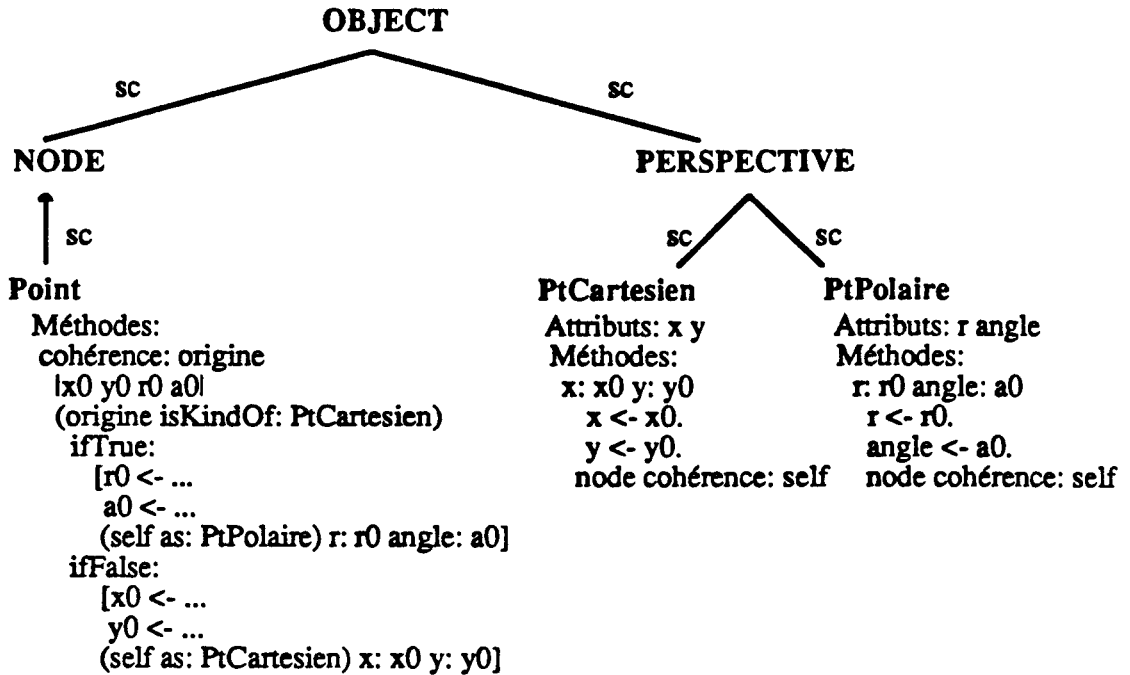 OBJECT
sc
sc
NODE
PERSPECTIVE
sc
sc
sc
Point
Méthodes:
cohérence: origine
|x0 y0 r0 a0|
(origine isKindOf: PtCartesien)
ifTrue:
[r0 <- ...
a0 <- ...
(self as: PtPolaire) r: r0 angle: a0]
ifFalse:
[x0 <- ...
y0 <- ...
(self as: PtCartesien) x: x0 y: y0]
PtCartesien
Attributs: x y
Méthodes:
x: x0 y: y0
x <- x0.
y <- y0.
node cohérence: self
PtPolaire
Attributs: r angle
Méthodes:
r: r0 angle: a0
r <- r0.
angle <- a0.
node cohérence: self